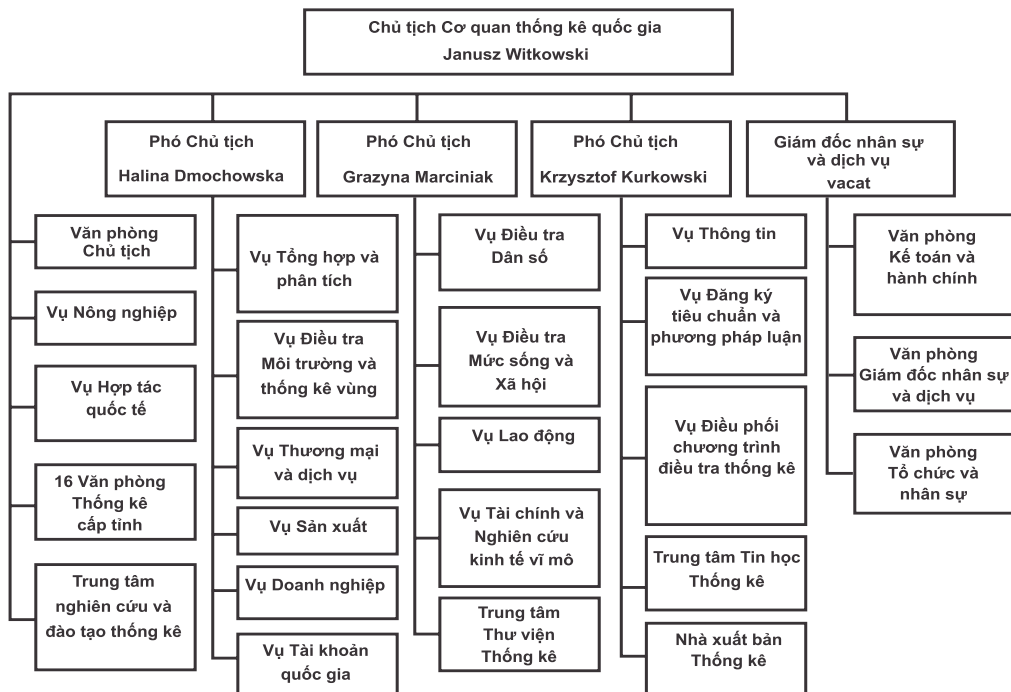 Chủ tịch Cơ quan thống kê quốc gia
Janusz Witkowski
Phó Chủ tịch
Halina Dmochowska
Phó Chủ tịch
Grazyna Marciniak
Phó Chủ tịch
Krzysztof Kurkowski
Giám đốc nhân sự
và dịch vụ
vacat
Văn phòng
Chủ tịch
Vụ Nông nghiệp
Vụ Hợp tác
quốc tế
16 Văn phòng
Thống kê
cấp tỉnh
Trung tâm
nghiên cứu và
đào tạo thống kê
Vụ Tổng hợp và
phân tích
Vụ Điều tra
Môi trường và
thống kê vùng
Vụ Thương mại
và dịch vụ
Vụ Sản xuất
Vụ Doanh nghiệp
Vụ Tài khoản
quốc gia
Vụ Điều tra
Dân số
Vụ Điều tra
Mức sống và
Xã hội
Vụ Lao động
Vụ Tài chính và
Nghiên cứu
kinh tế vĩ mô
Trung tâm
Thư viện
Thống kê
Vụ Thông tin
Vụ Đăng ký
tiêu chuẩn và
phương pháp luận
Vụ Điều phối
chương trình
điều tra thống kê
Trung tâm Tin học
Thống kê
Nhà xuất bản
Thống kê
Văn phòng
Kế toán và
hành chính
Văn phòng
Giám đốc nhân sự
và dịch vụ
Văn phòng
Tổ chức và
nhân sự